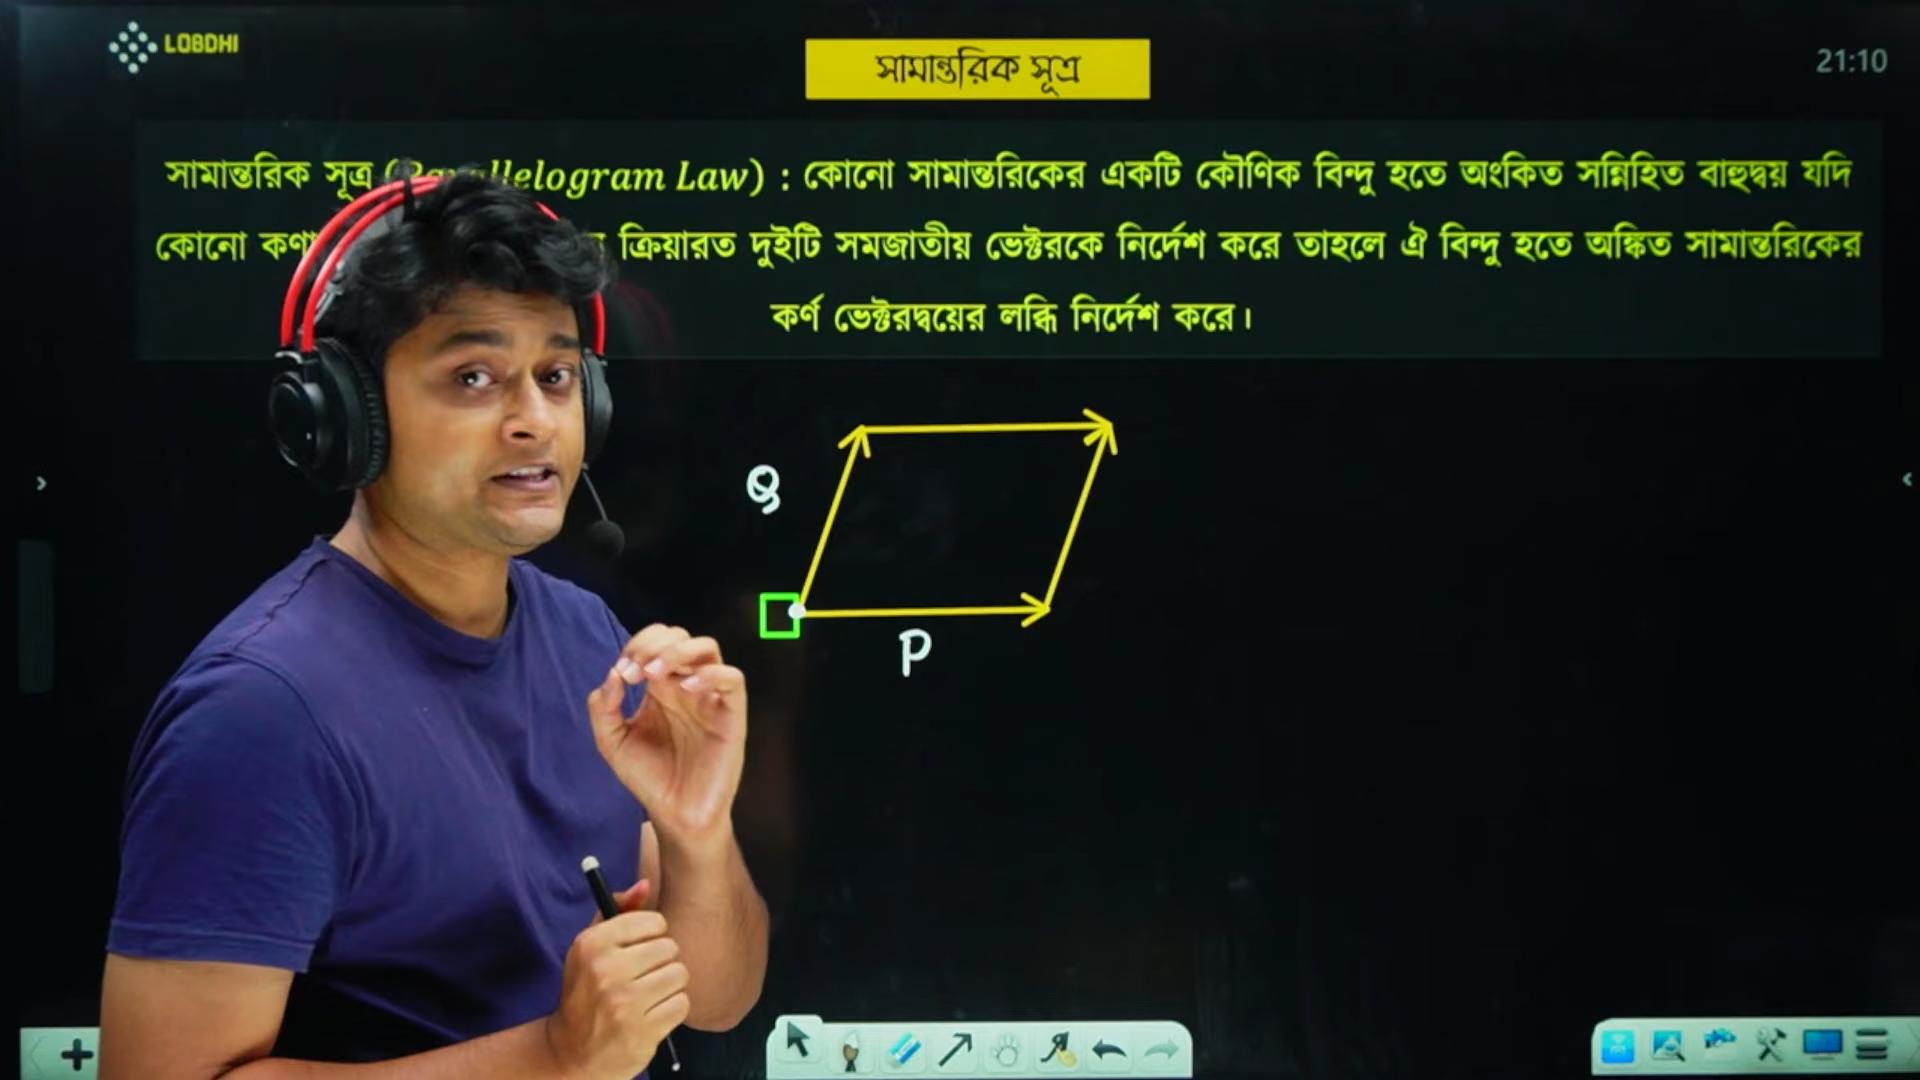 LOBDHI
সামান্তরিক সূত্র
21:10
সামান্তরিক সূত্র (Parallelogram Law) : কোনো সামান্তরিকের একটি কৌণিক বিন্দু হতে অংকিত সন্নিহিত বাহুদ্বয় যদি
কোনো ক্রিয়ারত দুইটি সমজাতীয় ভেক্টরকে নির্দেশ করে তাহলে ঐ বিন্দু হতে অঙ্কিত সামান্তরিকের
কর্ণ ভেক্টরদ্বয়ের লব্ধি নির্দেশ করে।
Q
P